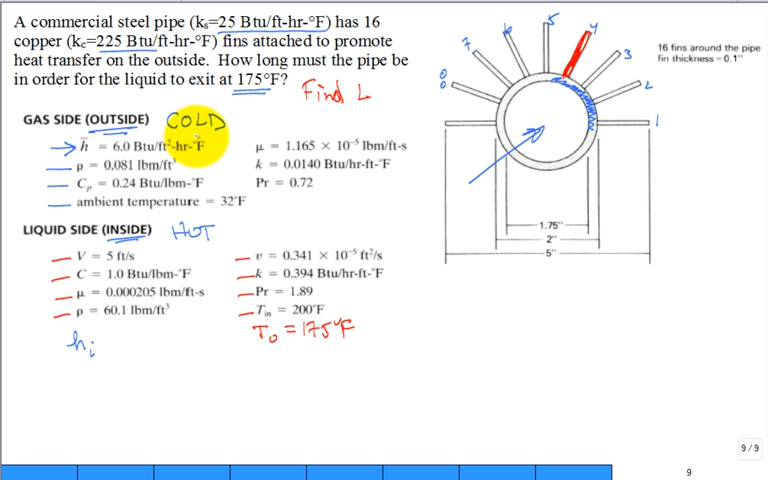 A commercial steel pipe (ks=25 Btu/ft-hr-°F) has 16
copper (kc=225 Btu/ft-hr-°F) fins attached to promote
heat transfer on the outside. How long must the pipe be
in order for the liquid to exit at 175°F?
Find L
GAS SIDE (OUTSIDE) COLD
h̄ = 6.0 Btu/ft²-hr-°F
ρ = 0.081 lbm/ft³
Cp = 0.24 Btu/lbm-°F
ambient temperature = 32°F
μ = 1.165 × 10⁻⁵ lbm/ft-s
k = 0.0140 Btu/hr-ft-°F
Pr = 0.72
LIQUID SIDE (INSIDE) HOT
V = 5 ft/s
C = 1.0 Btu/lbm-°F
μ = 0.000205 lbm/ft-s
ρ = 60.1 lbm/ft³
hi
υ = 0.341 × 10⁻⁵ ft²/s
k = 0.394 Btu/hr-ft-°F
Pr = 1.89
Tin = 200°F
To = 175°F
8
7
6
5
4
3
2
1
16 fins around the pipe
fin thickness = 0.1"
1.75"
2"
5"
9/9
9